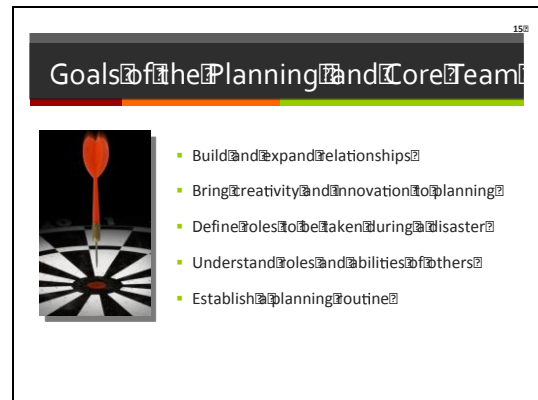 15
Goals of the Planning and Core Team
Build and expand relationships
Bring creativity and innovation to planning
Define roles to be taken during a disaster
Understand roles and abilities of others
Establish a planning routine